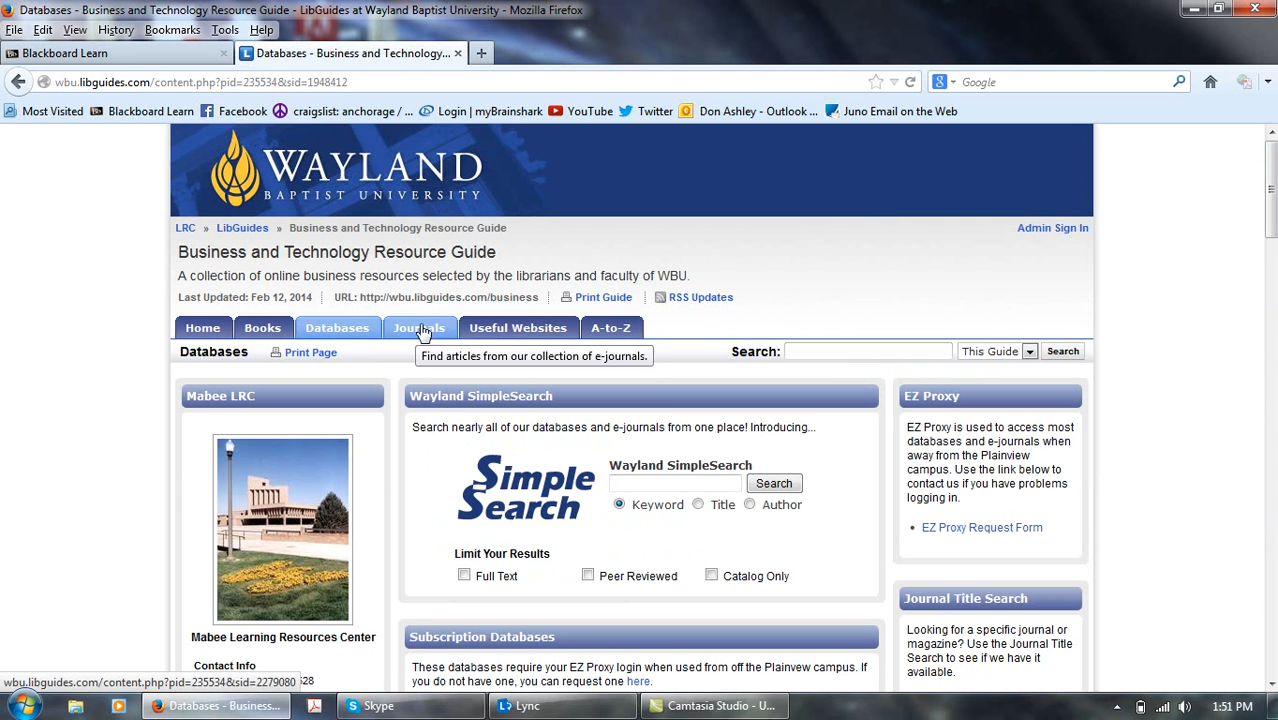 Databases - Business and Technology Resource Guide - LibGuides at Wayland Baptist University - Mozilla Firefox
File Edit View History Bookmarks Tools Help
Blackboard Learn
Databases - Business and Technology...
wbu.libguides.com/content.php?pid=235534&sid=1948412
Google
Most Visited Blackboard Learn Facebook craigslist: anchorage / ... Login | myBrainshark YouTube Twitter Don Ashley - Outlook ... Juno Email on the Web
WAYLAND
BAPTIST UNIVERSITY
LRC » LibGuides » Business and Technology Resource Guide
Admin Sign In
Business and Technology Resource Guide
A collection of online business resources selected by the librarians and faculty of WBU.
Last Updated: Feb 12, 2014 URL: http://wbu.libguides.com/business Print Guide RSS Updates
Home Books Databases Journals Useful Websites A-to-Z
Databases Print Page
Find articles from our collection of e-journals.
Search: This Guide Search
Mabee LRC
Mabee Learning Resources Center
Contact Info
528
Wayland SimpleSearch
Search nearly all of our databases and e-journals from one place! Introducing...
Simple
Search
Wayland SimpleSearch
Search
Keyword Title Author
Limit Your Results
Full Text Peer Reviewed Catalog Only
Subscription Databases
These databases require your EZ Proxy login when used from off the Plainview campus. If
you do not have one, you can request one here.
EZ Proxy
EZ Proxy is used to access most
databases and e-journals when
away from the Plainview
campus. Use the link below to
contact us if you have problems
logging in.
EZ Proxy Request Form
Journal Title Search
Looking for a specific journal or
magazine? Use the Journal Title
Search to see if we have it
available.
wbu.libguides.com/content.php?pid=235534&sid=2279080
Databases - Business... Skype Lync Camtasia Studio - U... 1:51 PM